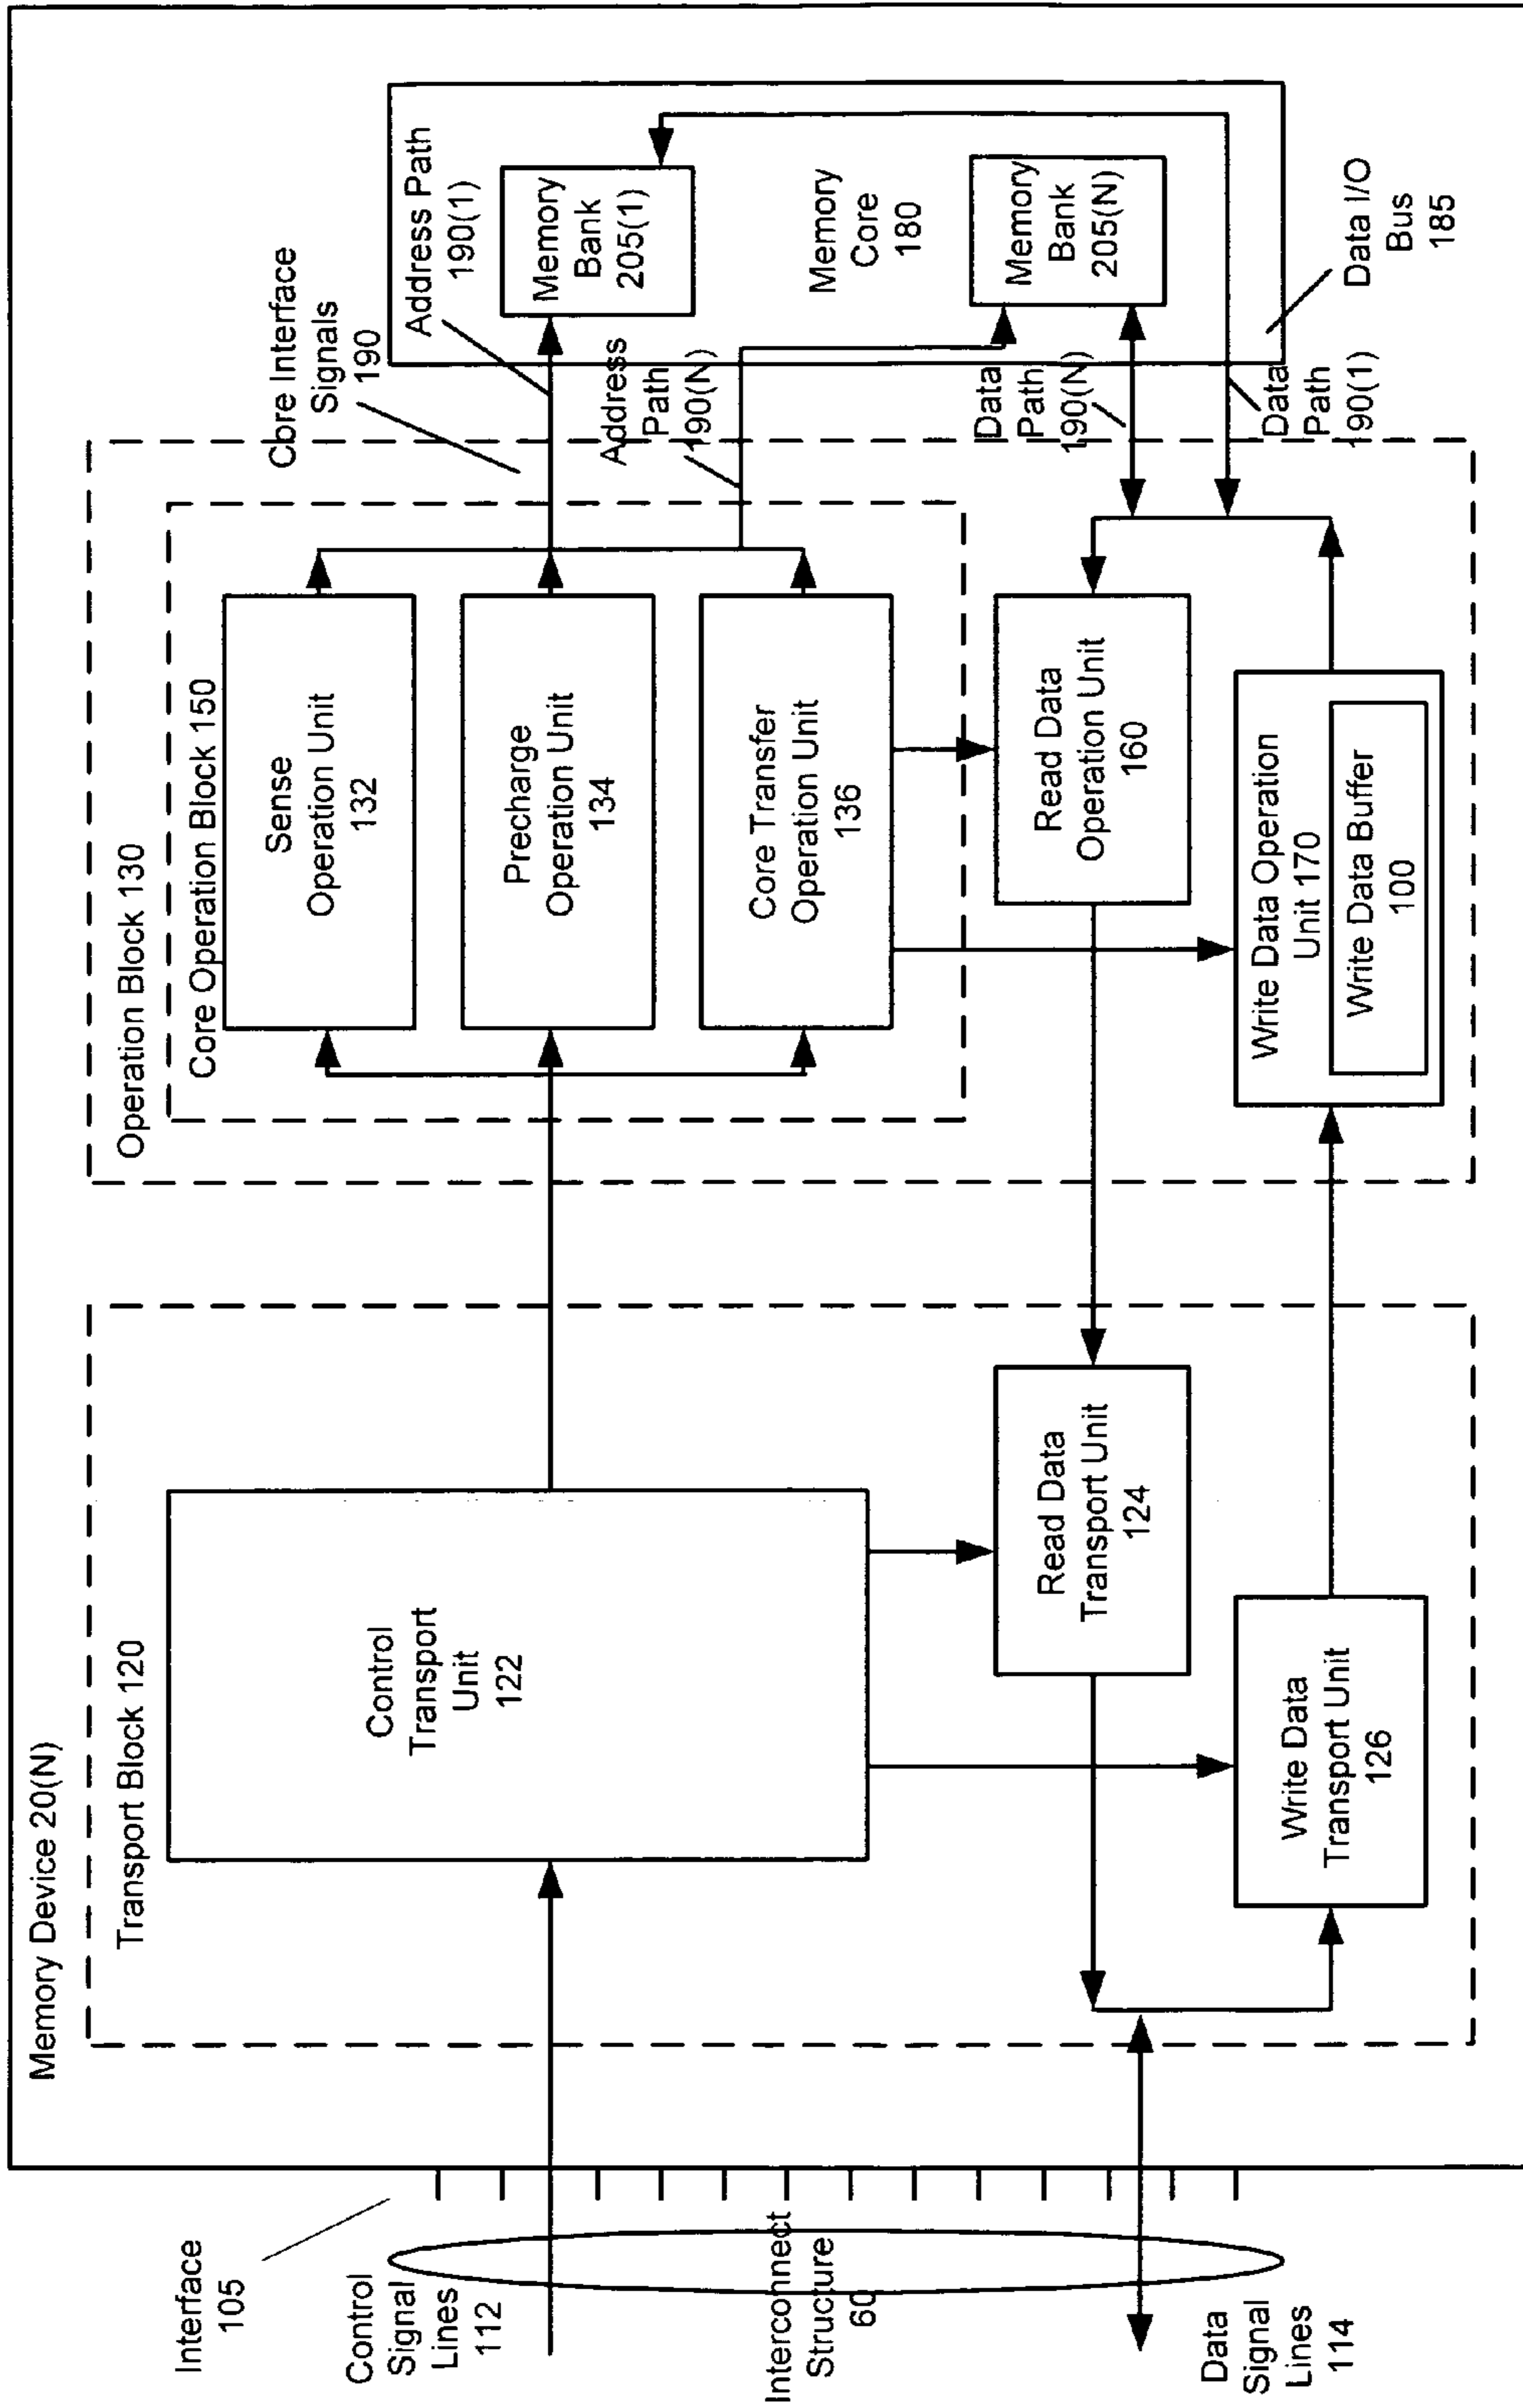 Memory Device 20(N)
Interface
105
Control
Signal
Lines
112
Interconnect
Structure
60
Data
Signal
Lines
114
Transport Block 120
Control
Transport
Unit
122
Read Data
Transport Unit
124
Write Data
Transport Unit
126
Operation Block 130
Core Operation Block 150
Sense
Operation Unit
132
Precharge
Operation Unit
134
Core Transfer
Operation Unit
136
Read Data
Operation Unit
160
Write Data Operation
Unit 170
Write Data Buffer
100
Core Interface
Signals
190
Address Path
190(1)
Address
Path
190(N)
Data
Path
190(N)
Data
Path
190(1)
Memory
Bank
205(1)
Memory
Core
180
Memory
Bank
205(N)
Data I/O
Bus
185